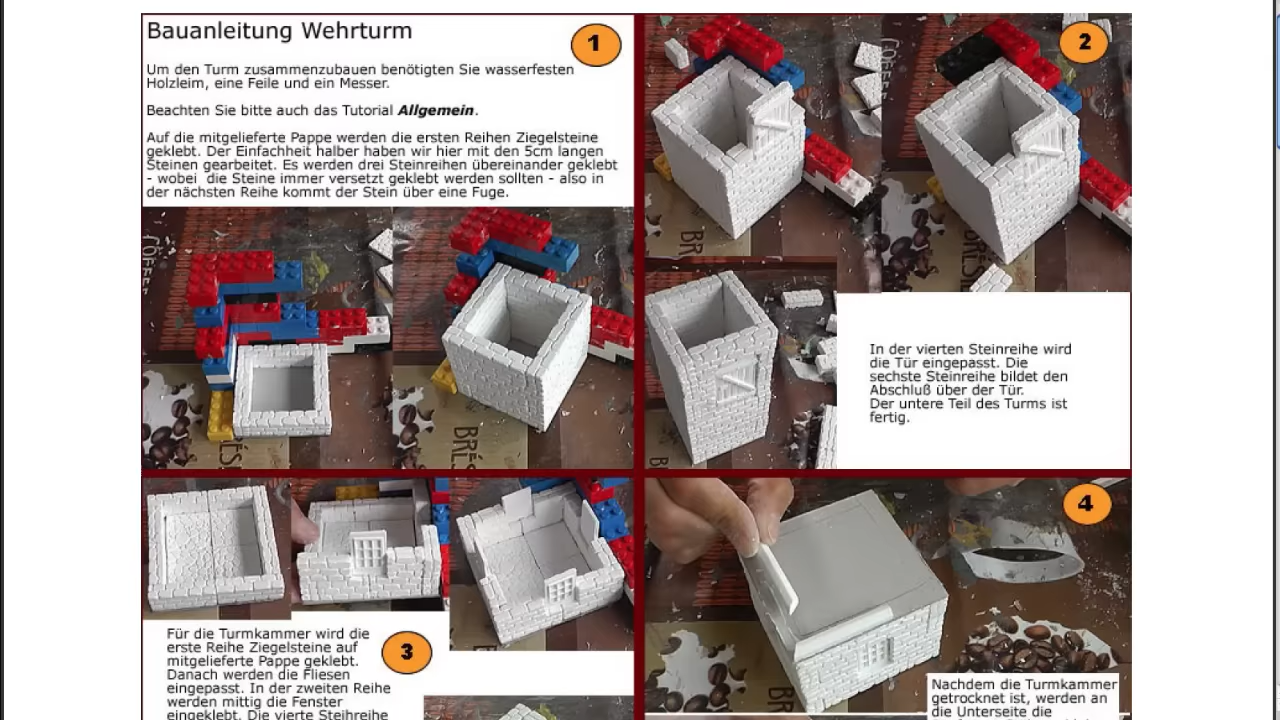 Bauanleitung Wehrturm
1
Um den Turm zusammenzubauen benötigten Sie wasserfesten
Holzleim, eine Feile und ein Messer.
Beachten Sie bitte auch das Tutorial Allgemein.
Auf die mitgelieferte Pappe werden die ersten Reihen Ziegelsteine
geklebt. Der Einfachheit halber haben wir hier mit den 5cm langen
Steinen gearbeitet. Es werden drei Steinreihen übereinander geklebt
- wobei die Steine immer versetzt geklebt werden sollten - also in
der nächsten Reihe kommt der Stein über eine Fuge.
2
In der vierten Steinreihe wird
die Tür eingepasst. Die
sechste Steinreihe bildet den
Abschluß über der Tür.
Der untere Teil des Turms ist
fertig.
3
Für die Turmkammer wird die
erste Reihe Ziegelsteine auf
mitgelieferte Pappe geklebt.
Danach werden die Fliesen
eingepasst. In der zweiten Reihe
werden mittig die Fenster
eingeklebt. Die vierte Steihreihe
4
Nachdem die Turmkammer
getrocknet ist, werden an
die Unterseite die